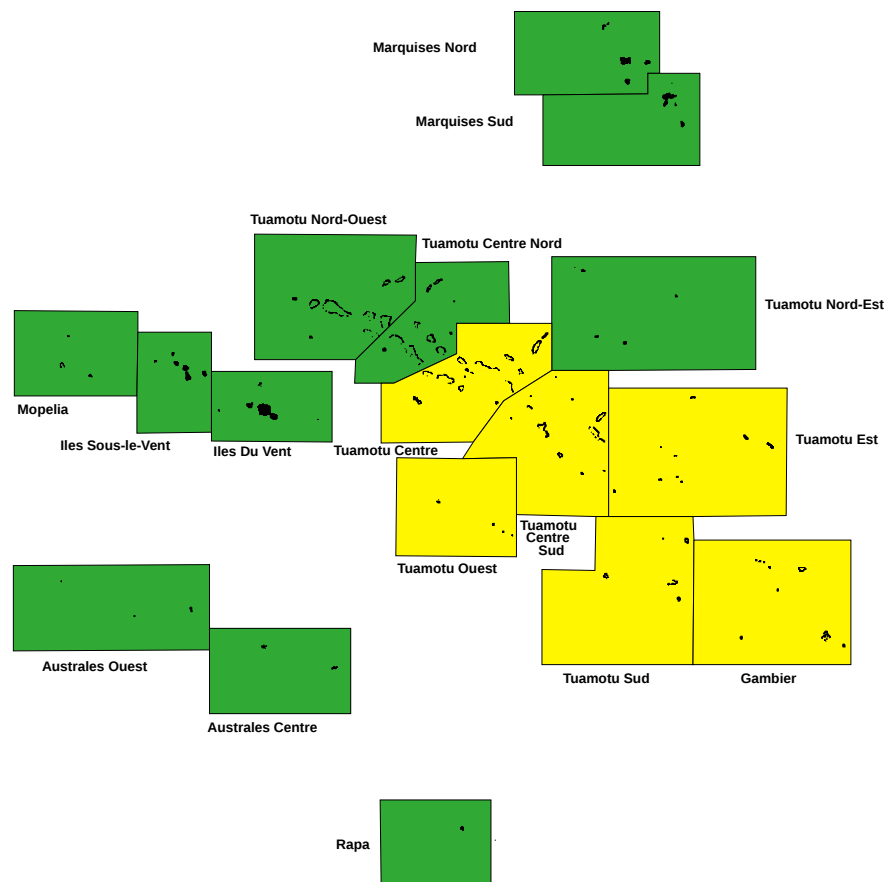 Marquises Nord
Marquises Sud
Tuamotu Nord-Ouest
Tuamotu Centre Nord
Tuamotu Nord-Est
Mopelia
Iles Sous-le-Vent
Iles Du Vent
Tuamotu Centre
Tuamotu Est
Tuamotu
Centre
Sud
Tuamotu Ouest
Australes Ouest
Tuamotu Sud
Gambier
Australes Centre
Rapa